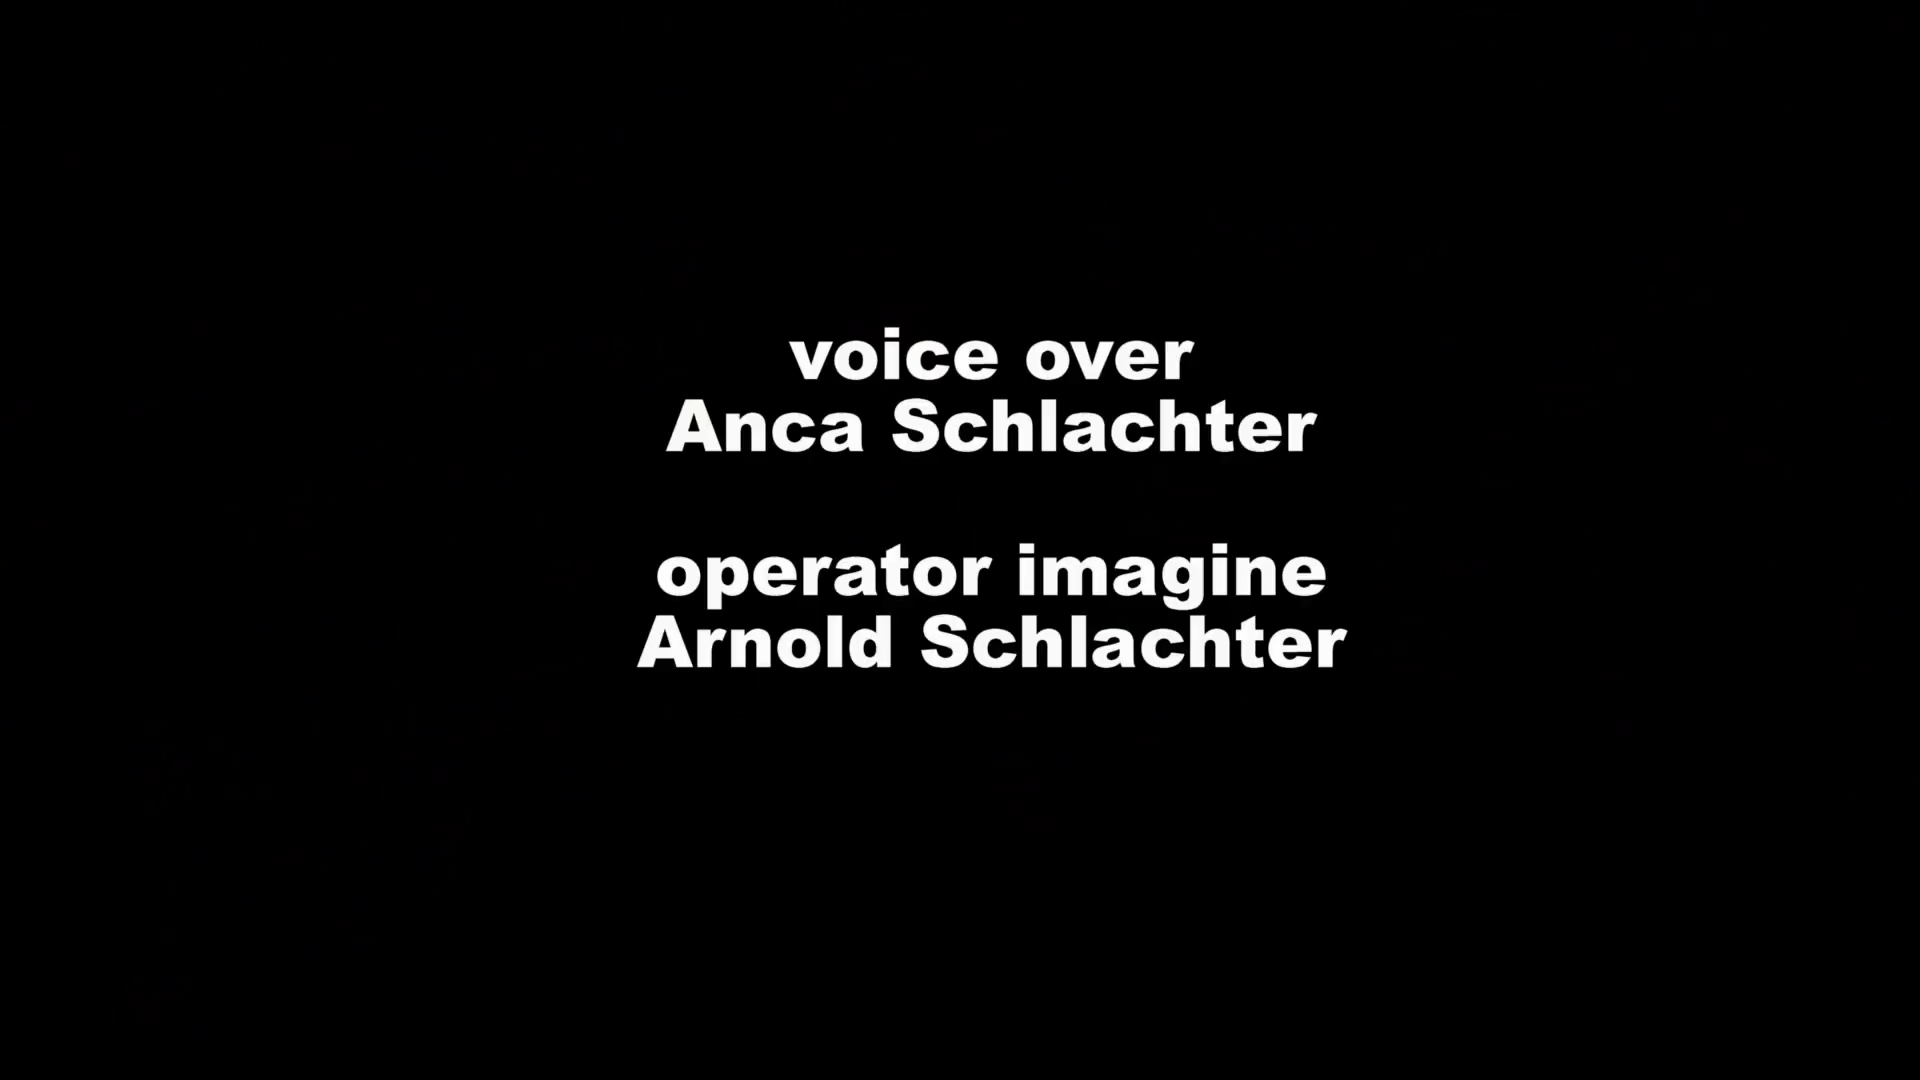 voice over
Anca Schlachter
operator imagine
Arnold Schlachter